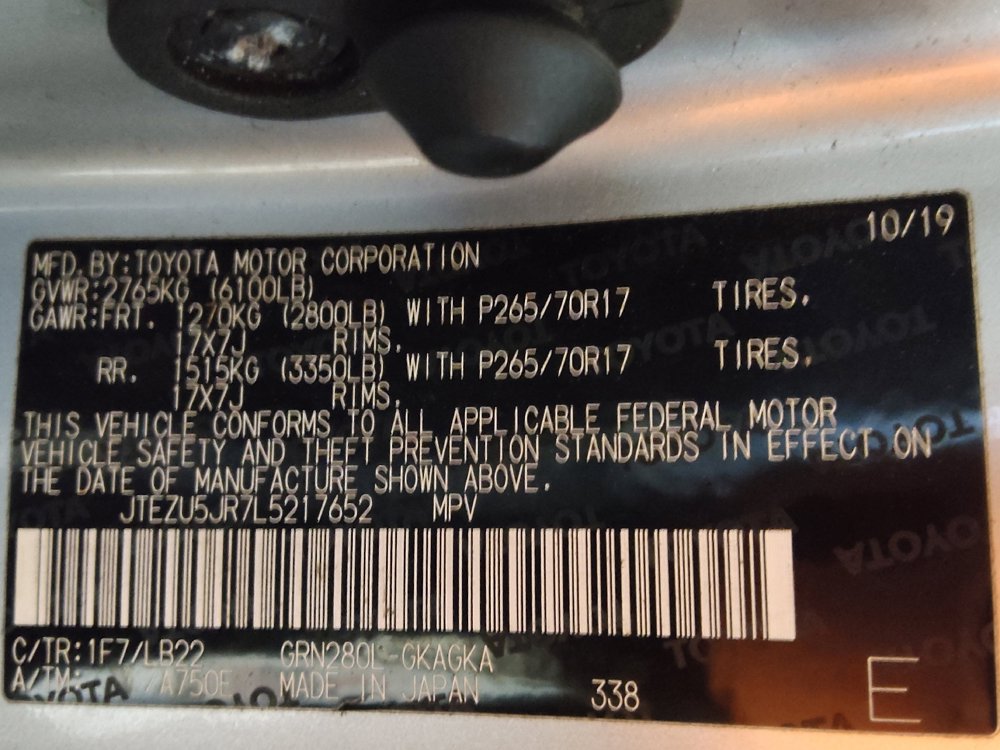 10/19
MFD.BY:TOYOTA MOTOR CORPORATION
GVWR:2765KG (6100LB)
GAWR:FRT. 1270KG (2800LB) WITH P265/70R17 TIRES,
17X7J RIMS,
RR. 1515KG (3350LB) WITH P265/70R17 TIRES,
17X7J RIMS,
THIS VEHICLE CONFORMS TO ALL APPLICABLE FEDERAL MOTOR
VEHICLE SAFETY AND THEFT PREVENTION STANDARDS IN EFFECT ON
THE DATE OF MANUFACTURE SHOWN ABOVE.
JTEZU5JR7L5217652 MPV
C/TR:1F7/LB22 GRN280L-GKAGKA
A/TM: /A750F MADE IN JAPAN 338 E